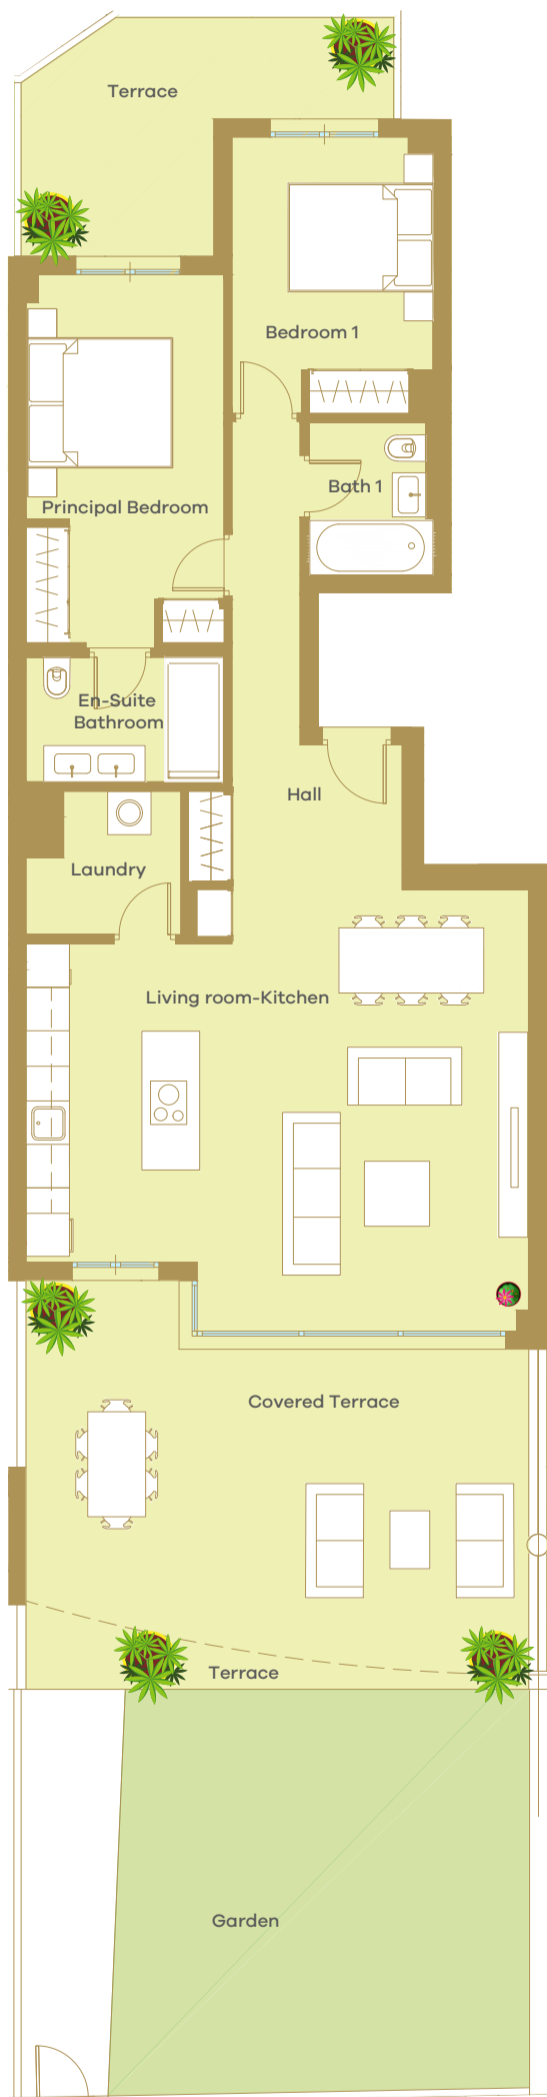 Terrace
Bedroom 1
Bath 1
Principal Bedroom
En-Suite
Bathroom
Hall
Laundry
Living room-Kitchen
Covered Terrace
Terrace
Garden